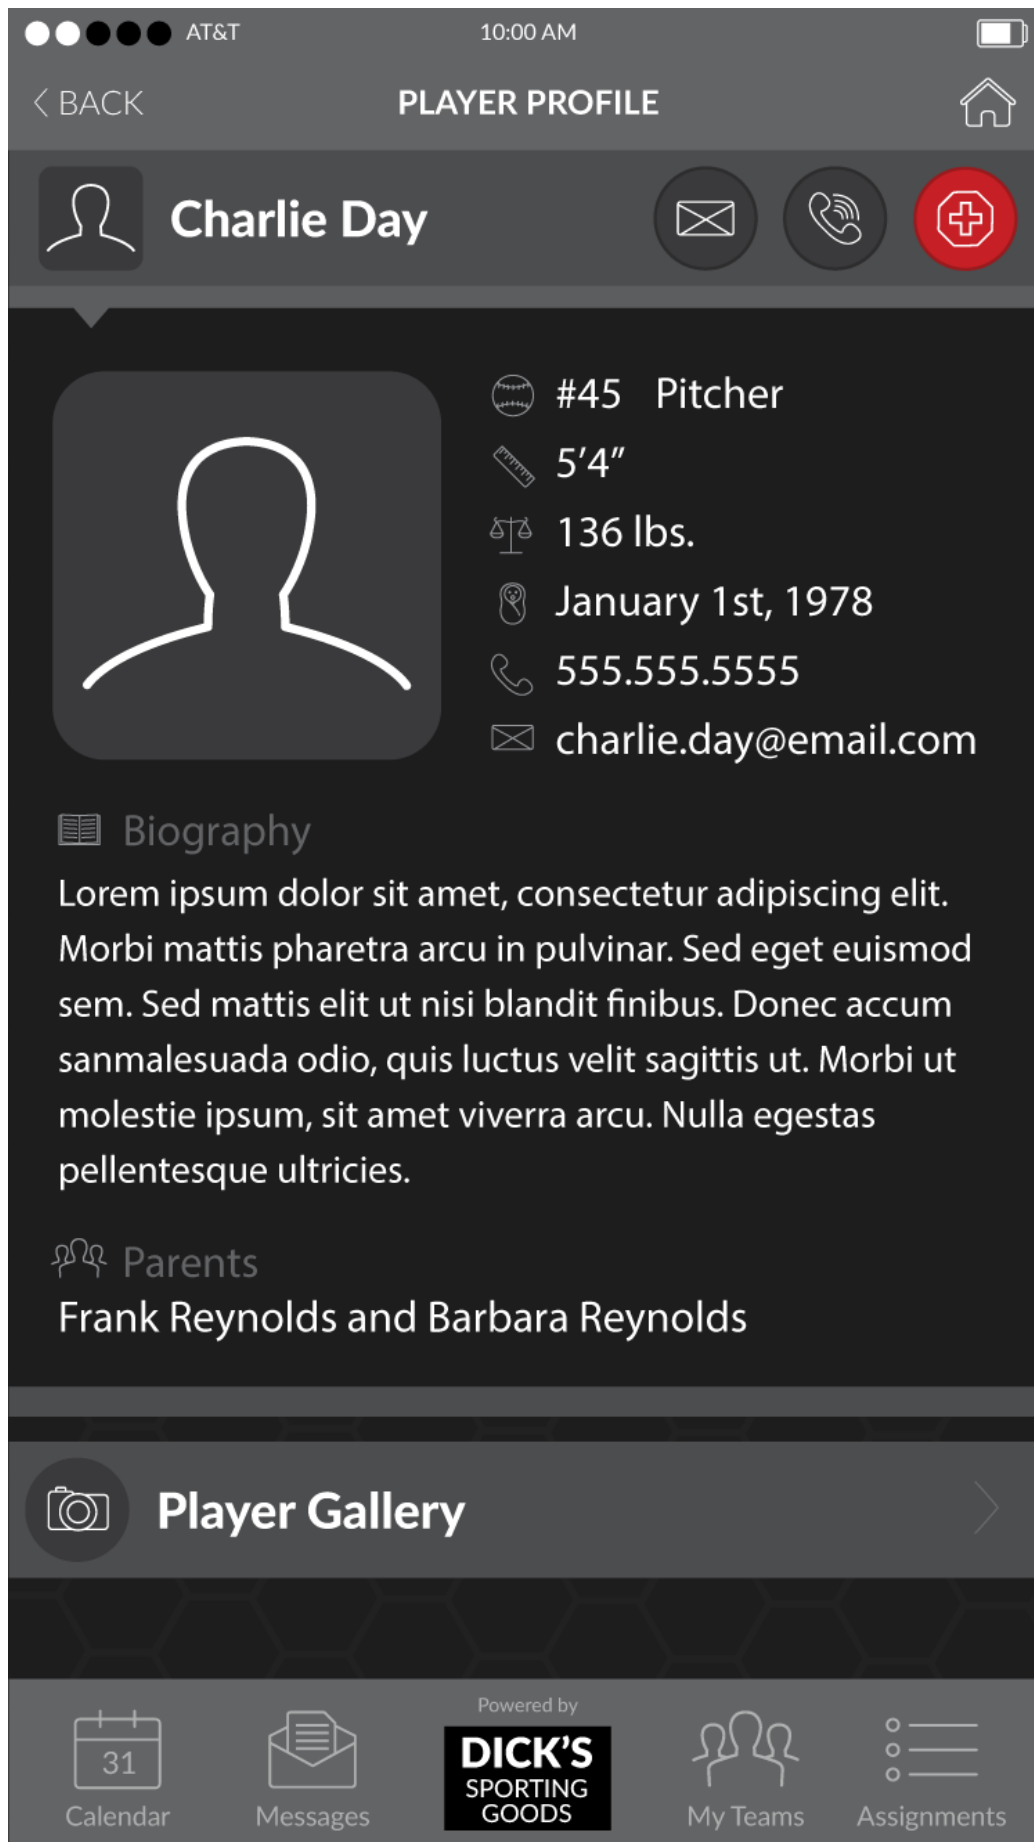 AT&T 10:00 AM
BACK PLAYER PROFILE
Charlie Day
#45 Pitcher
5’4”
136 lbs.
January 1st, 1978
555.555.5555
charlie.day@email.com
Biography
Lorem ipsum dolor sit amet, consectetur adipiscing elit.
Morbi mattis pharetra arcu in pulvinar. Sed eget euismod
sem. Sed mattis elit ut nisi blandit finibus. Donec accum
sanmalesuada odio, quis luctus velit sagittis ut. Morbi ut
molestie ipsum, sit amet viverra arcu. Nulla egestas
pellentesque ultricies.
Parents
Frank Reynolds and Barbara Reynolds
Player Gallery
31
Calendar
Messages
Powered by
DICK’S
SPORTING
GOODS
My Teams
Assignments